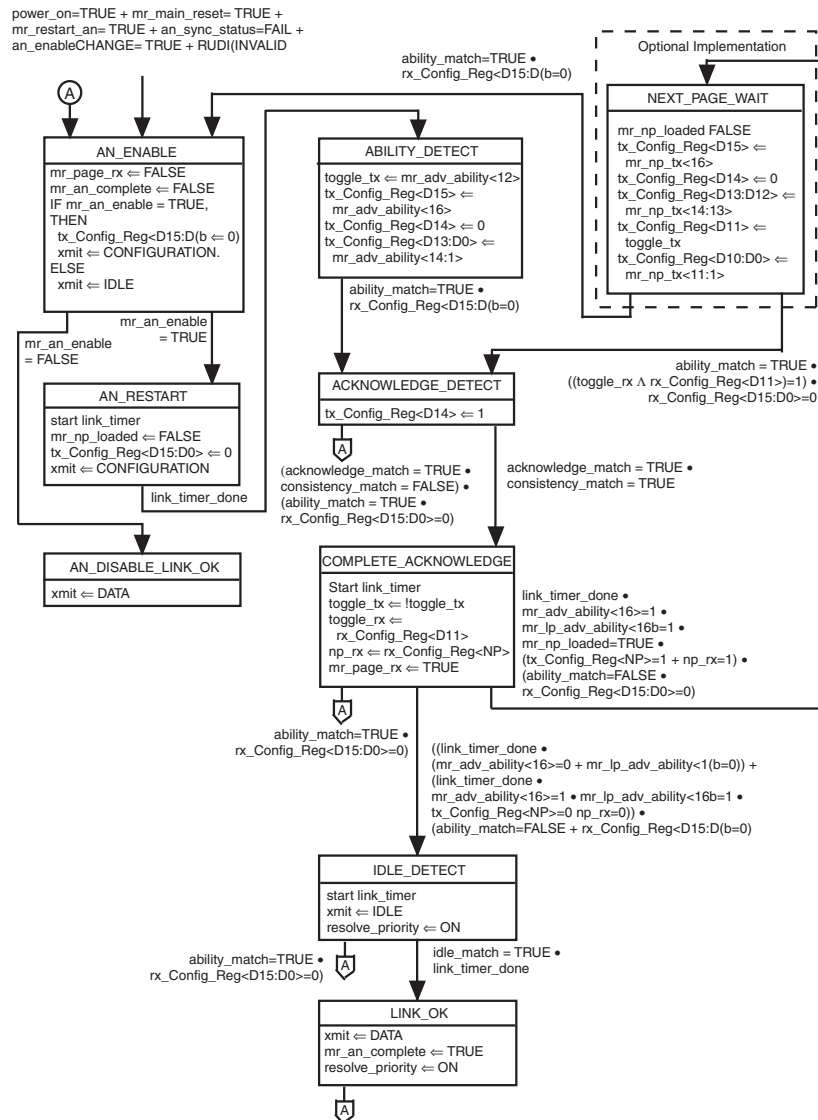 power_on=TRUE + mr_main_reset= TRUE +
mr_restart_an= TRUE + an_sync_status=FAIL +
an_enableCHANGE= TRUE + RUDI(INVALID
A
ability_match=TRUE •
rx_Config_Reg<D15:D(b=0)
Optional Implementation
NEXT_PAGE_WAIT
mr_np_loaded FALSE
tx_Config_Reg<D15> ⇐
mr_np_tx<16>
tx_Config_Reg<D14> ⇐ 0
tx_Config_Reg<D13:D12> ⇐
mr_np_tx<14:13>
tx_Config_Reg<D11> ⇐
toggle_tx
tx_Config_Reg<D10:D0> ⇐
mr_np_tx<11:1>
AN_ENABLE
mr_page_rx ⇐ FALSE
mr_an_complete ⇐ FALSE
IF mr_an_enable = TRUE,
THEN
tx_Config_Reg<D15:D(b ⇐ 0)
xmit ⇐ CONFIGURATION.
ELSE
xmit ⇐ IDLE
ABILITY_DETECT
toggle_tx ⇐ mr_adv_ability<12>
tx_Config_Reg<D15> ⇐
mr_adv_ability<16>
tx_Config_Reg<D14> ⇐ 0
tx_Config_Reg<D13:D0> ⇐
mr_adv_ability<14:1>
ability_match=TRUE •
rx_Config_Reg<D15:D(b=0)
mr_an_enable
= FALSE
mr_an_enable
= TRUE
ability_match = TRUE •
((toggle_rx Λ rx_Config_Reg<D11>)=1) •
rx_Config_Reg<D15:D0>=0
AN_RESTART
start link_timer
mr_np_loaded ⇐ FALSE
tx_Config_Reg<D15:D0> ⇐ 0
xmit ⇐ CONFIGURATION
link_timer_done
ACKNOWLEDGE_DETECT
tx_Config_Reg<D14> ⇐ 1
A
(acknowledge_match = TRUE •
consistency_match = FALSE) •
(ability_match = TRUE •
rx_Config_Reg<D15:D0>=0)
acknowledge_match = TRUE •
consistency_match = TRUE
AN_DISABLE_LINK_OK
xmit ⇐ DATA
COMPLETE_ACKNOWLEDGE
Start link_timer
toggle_tx ⇐ !toggle_tx
toggle_rx ⇐
rx_Config_Reg<D11>
np_rx ⇐ rx_Config_Reg<NP>
mr_page_rx ⇐ TRUE
link_timer_done •
mr_adv_ability<16>=1 •
mr_lp_adv_ability<16b=1 •
mr_np_loaded=TRUE •
(tx_Config_Reg<NP>=1 + np_rx=1) •
(ability_match=FALSE •
rx_Config_Reg<D15:D0>=0)
A
ability_match=TRUE •
rx_Config_Reg<D15:D0>=0)
((link_timer_done •
(mr_adv_ability<16>=0 + mr_lp_adv_ability<1(b=0)) +
(link_timer_done •
mr_adv_ability<16>=1 • mr_lp_adv_ability<16b=1 •
tx_Config_Reg<NP>=0 np_rx=0)) •
(ability_match=FALSE + rx_Config_Reg<D15:D(b=0)
IDLE_DETECT
start link_timer
xmit ⇐ IDLE
resolve_priority ⇐ ON
ability_match=TRUE •
rx_Config_Reg<D15:D0>=0)
A
idle_match = TRUE •
link_timer_done
LINK_OK
xmit ⇐ DATA
mr_an_complete ⇐ TRUE
resolve_priority ⇐ ON
A